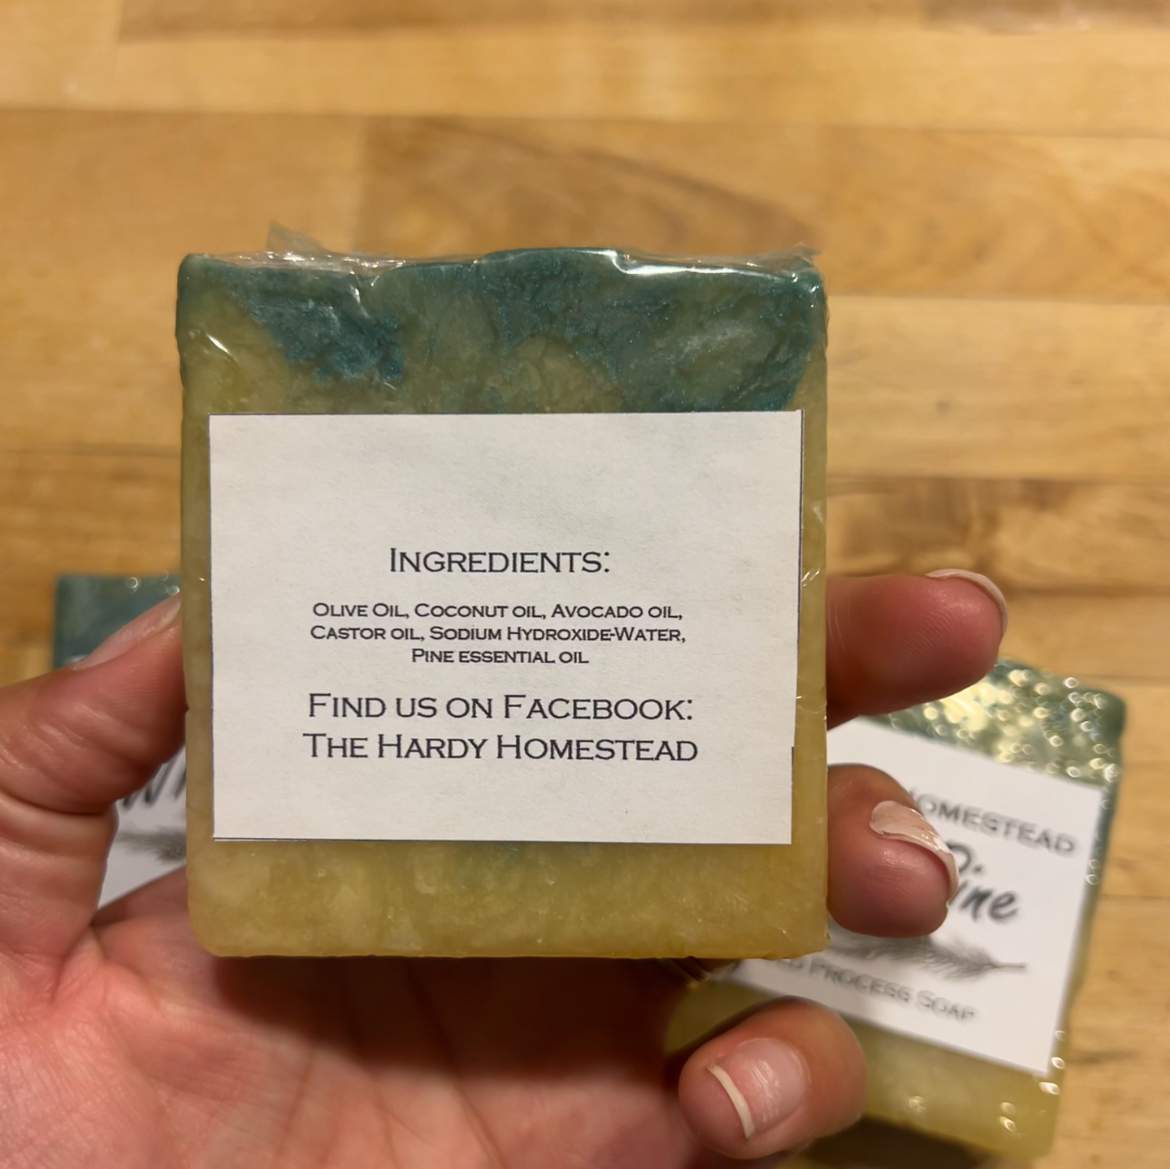 Ingredients:
Olive Oil, Coconut oil, Avocado oil,
Castor oil, Sodium Hydroxide-Water,
Pine essential oil
Find us on Facebook:
The Hardy Homestead
Homestead
Pine
Process Soap